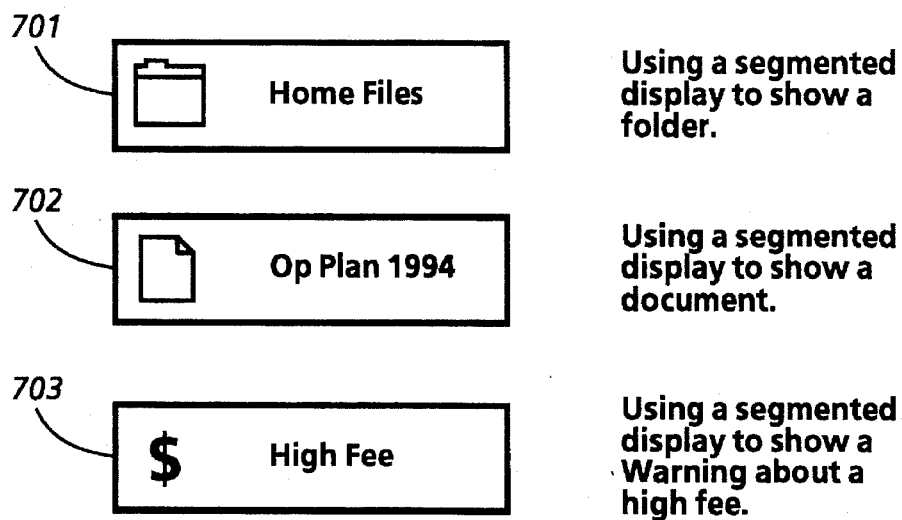 701
Home Files
Using a segmented
display to show a
folder.
702
Op Plan 1994
Using a segmented
display to show a
document.
703
$ High Fee
Using a segmented
display to show a
Warning about a
high fee.